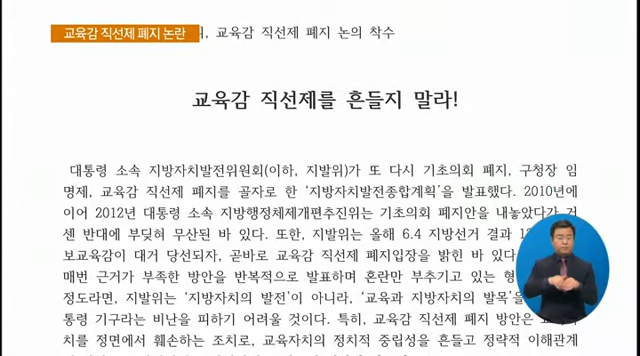 교육감 직선제 폐지 논란
교육감 직선제 폐지 논의 착수
교육감 직선제를 흔들지 말라!
대통령 소속 지방자치발전위원회(이하, 지발위)가 또 다시 기초의회 폐지, 구청장 임
명제, 교육감 직선제 폐지를 골자로 한 ‘지방자치발전종합계획’을 발표했다. 2010년에
이어 2012년 대통령 소속 지방행정체제개편추진위는 기초의회 폐지안을 내놓았다가 거
센 반대에 부딪혀 무산된 바 있다. 또한, 지발위는 올해 6.4 지방선거 결과
보교육감이 대거 당선되자, 곧바로 교육감 직선제 폐지입장을 밝힌 바 있다
매번 근거가 부족한 방안을 반복적으로 발표하며 혼란만 부추기고 있는
정도라면, 지발위는 ‘지방자치의 발전’이 아니라, ‘교육과 지방자치의 발목’을
통령 기구라는 비난을 피하기 어려울 것이다. 특히, 교육감 직선제 폐지 방안은
치를 정면에서 훼손하는 조치로, 교육자치의 정치적 중립성을 흔들고 정략적 이해관계